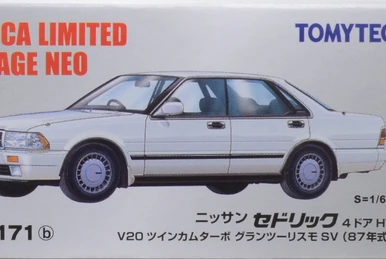 CA LIMITED
AGE NEO
TOMYTEC
S=1/6
171 b
ニッサン セドリック 4ドア H
V20 ツインカムターボ グランツーリスモ SV (87年式